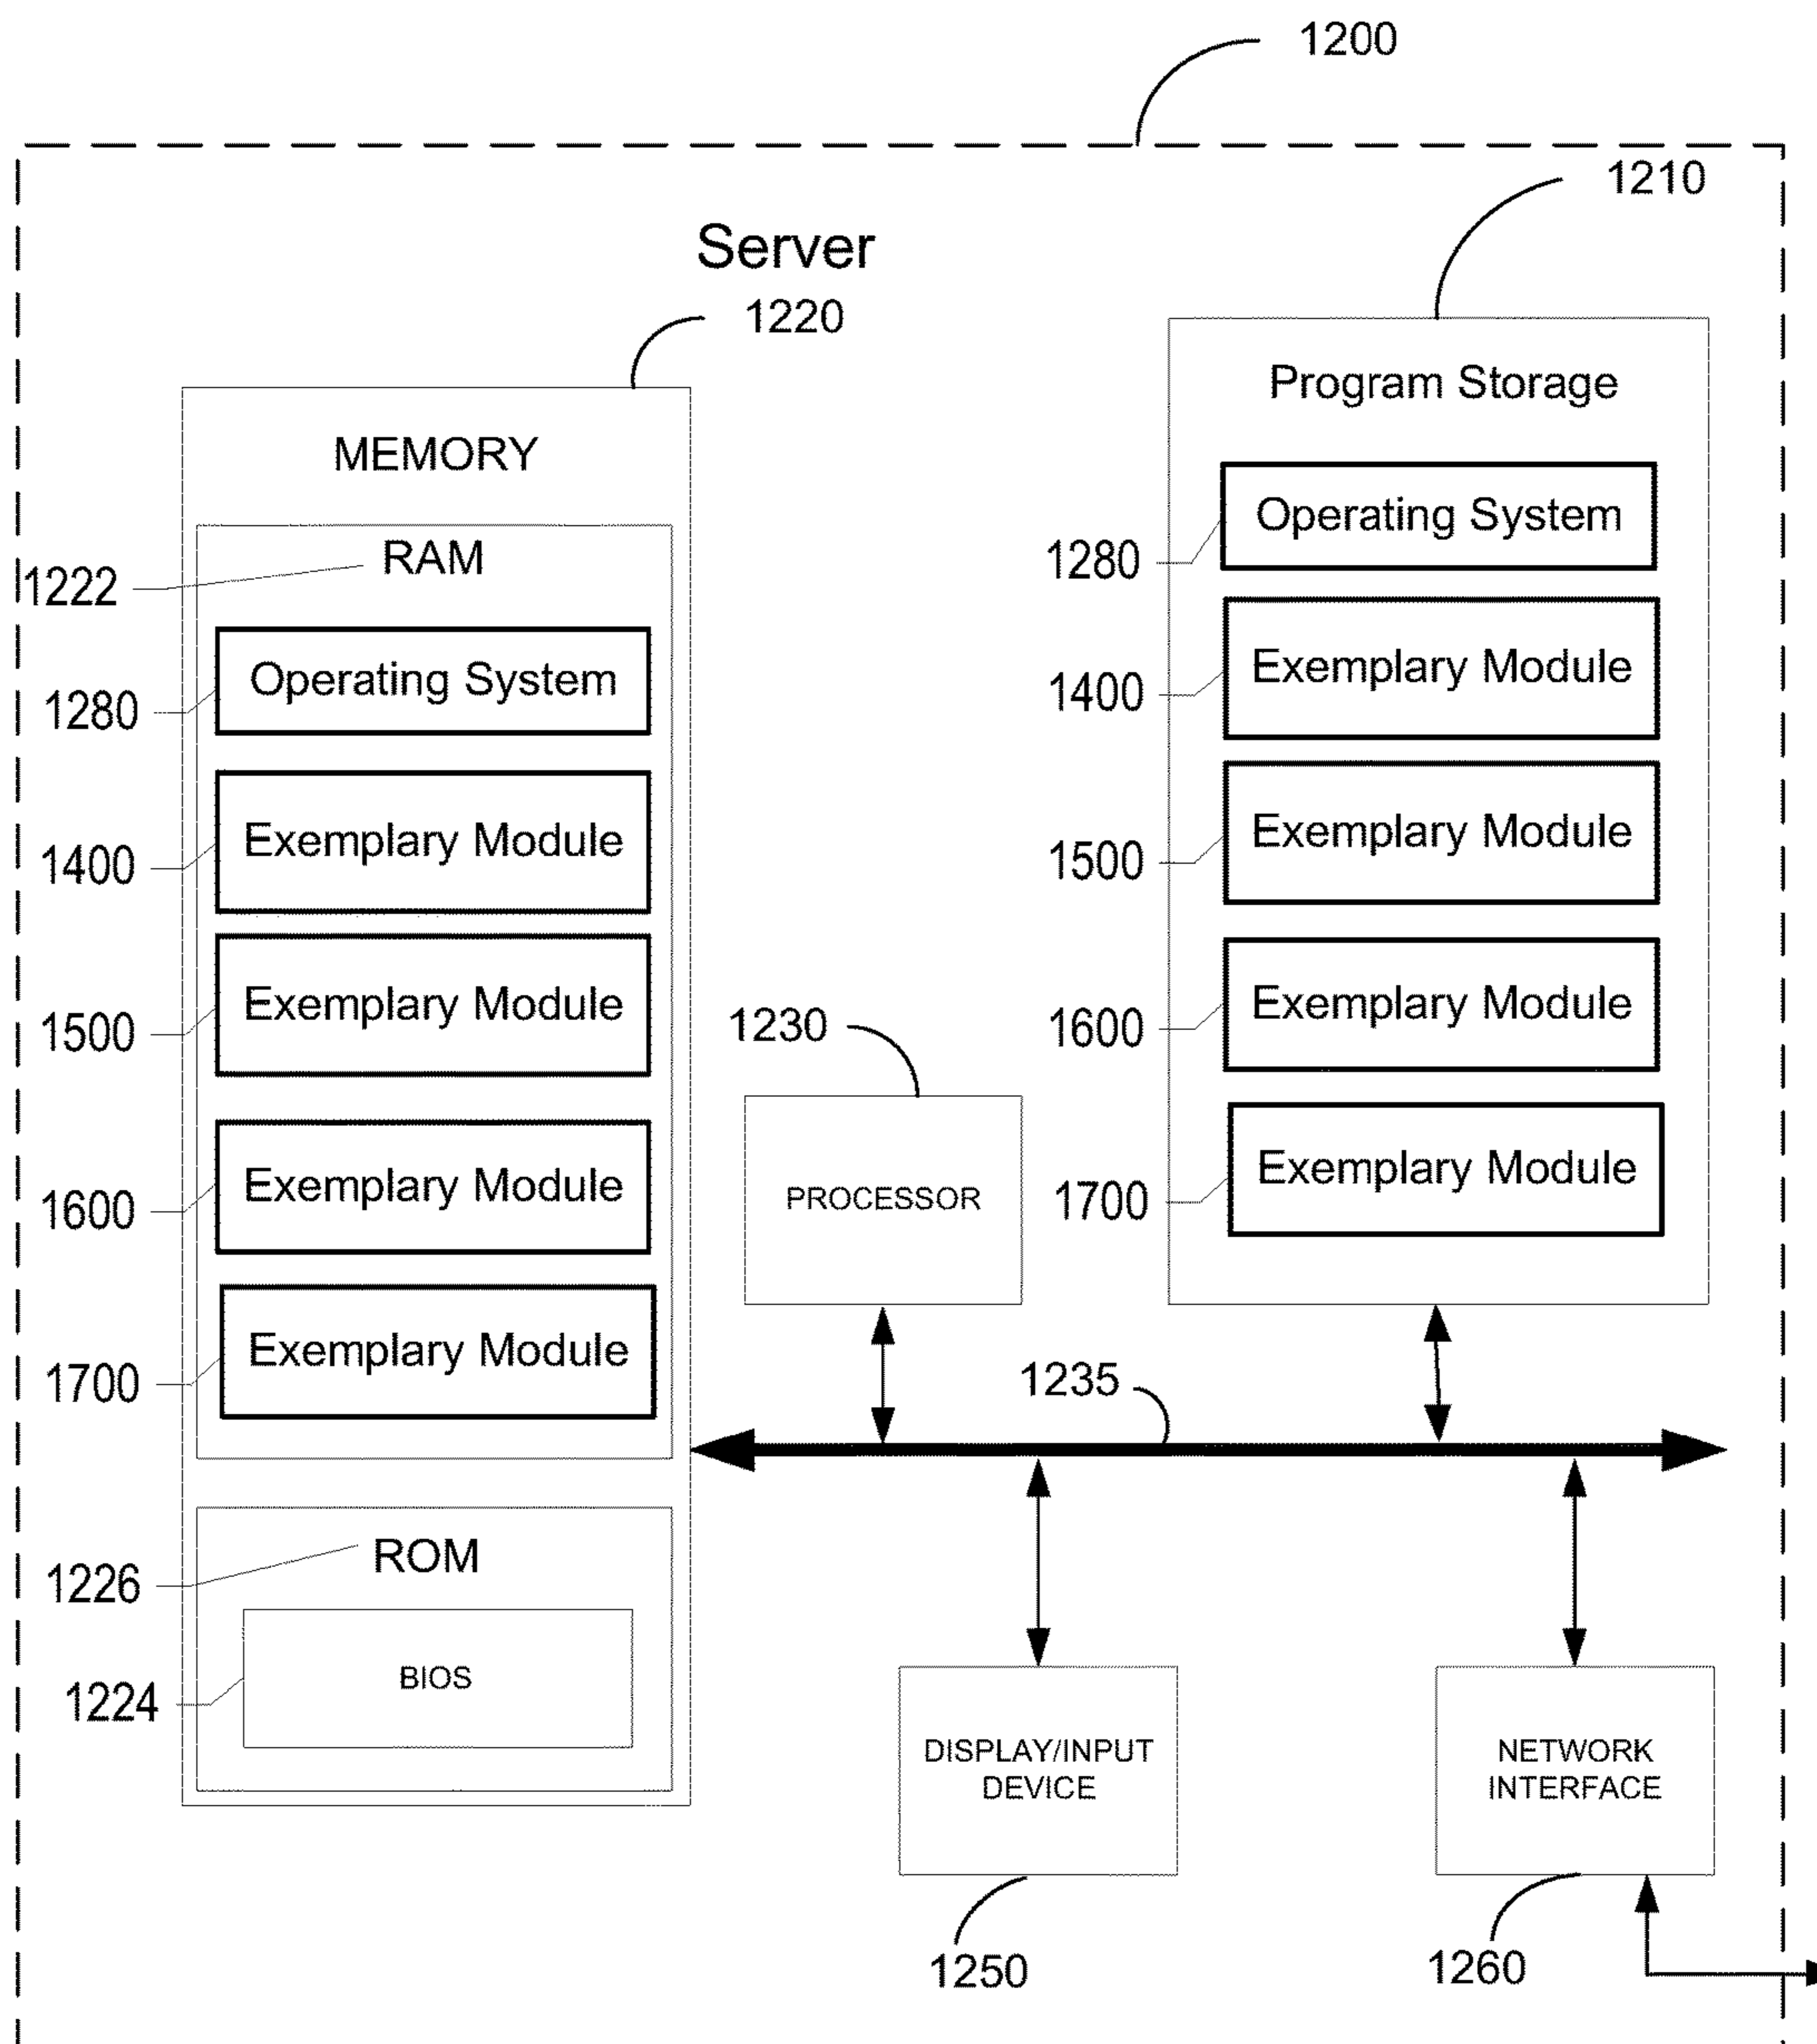 1200
1210
Server
1220
Program Storage
MEMORY
Operating System
1280
RAM
1222
Exemplary Module
1400
Operating System
1280
Exemplary Module
1500
Exemplary Module
1400
Exemplary Module
1600
Exemplary Module
1500
1230
Exemplary Module
1700
Exemplary Module
1600
PROCESSOR
Exemplary Module
1700
1235
ROM
1226
BIOS
1224
DISPLAY/INPUT
DEVICE
NETWORK
INTERFACE
1250
1260